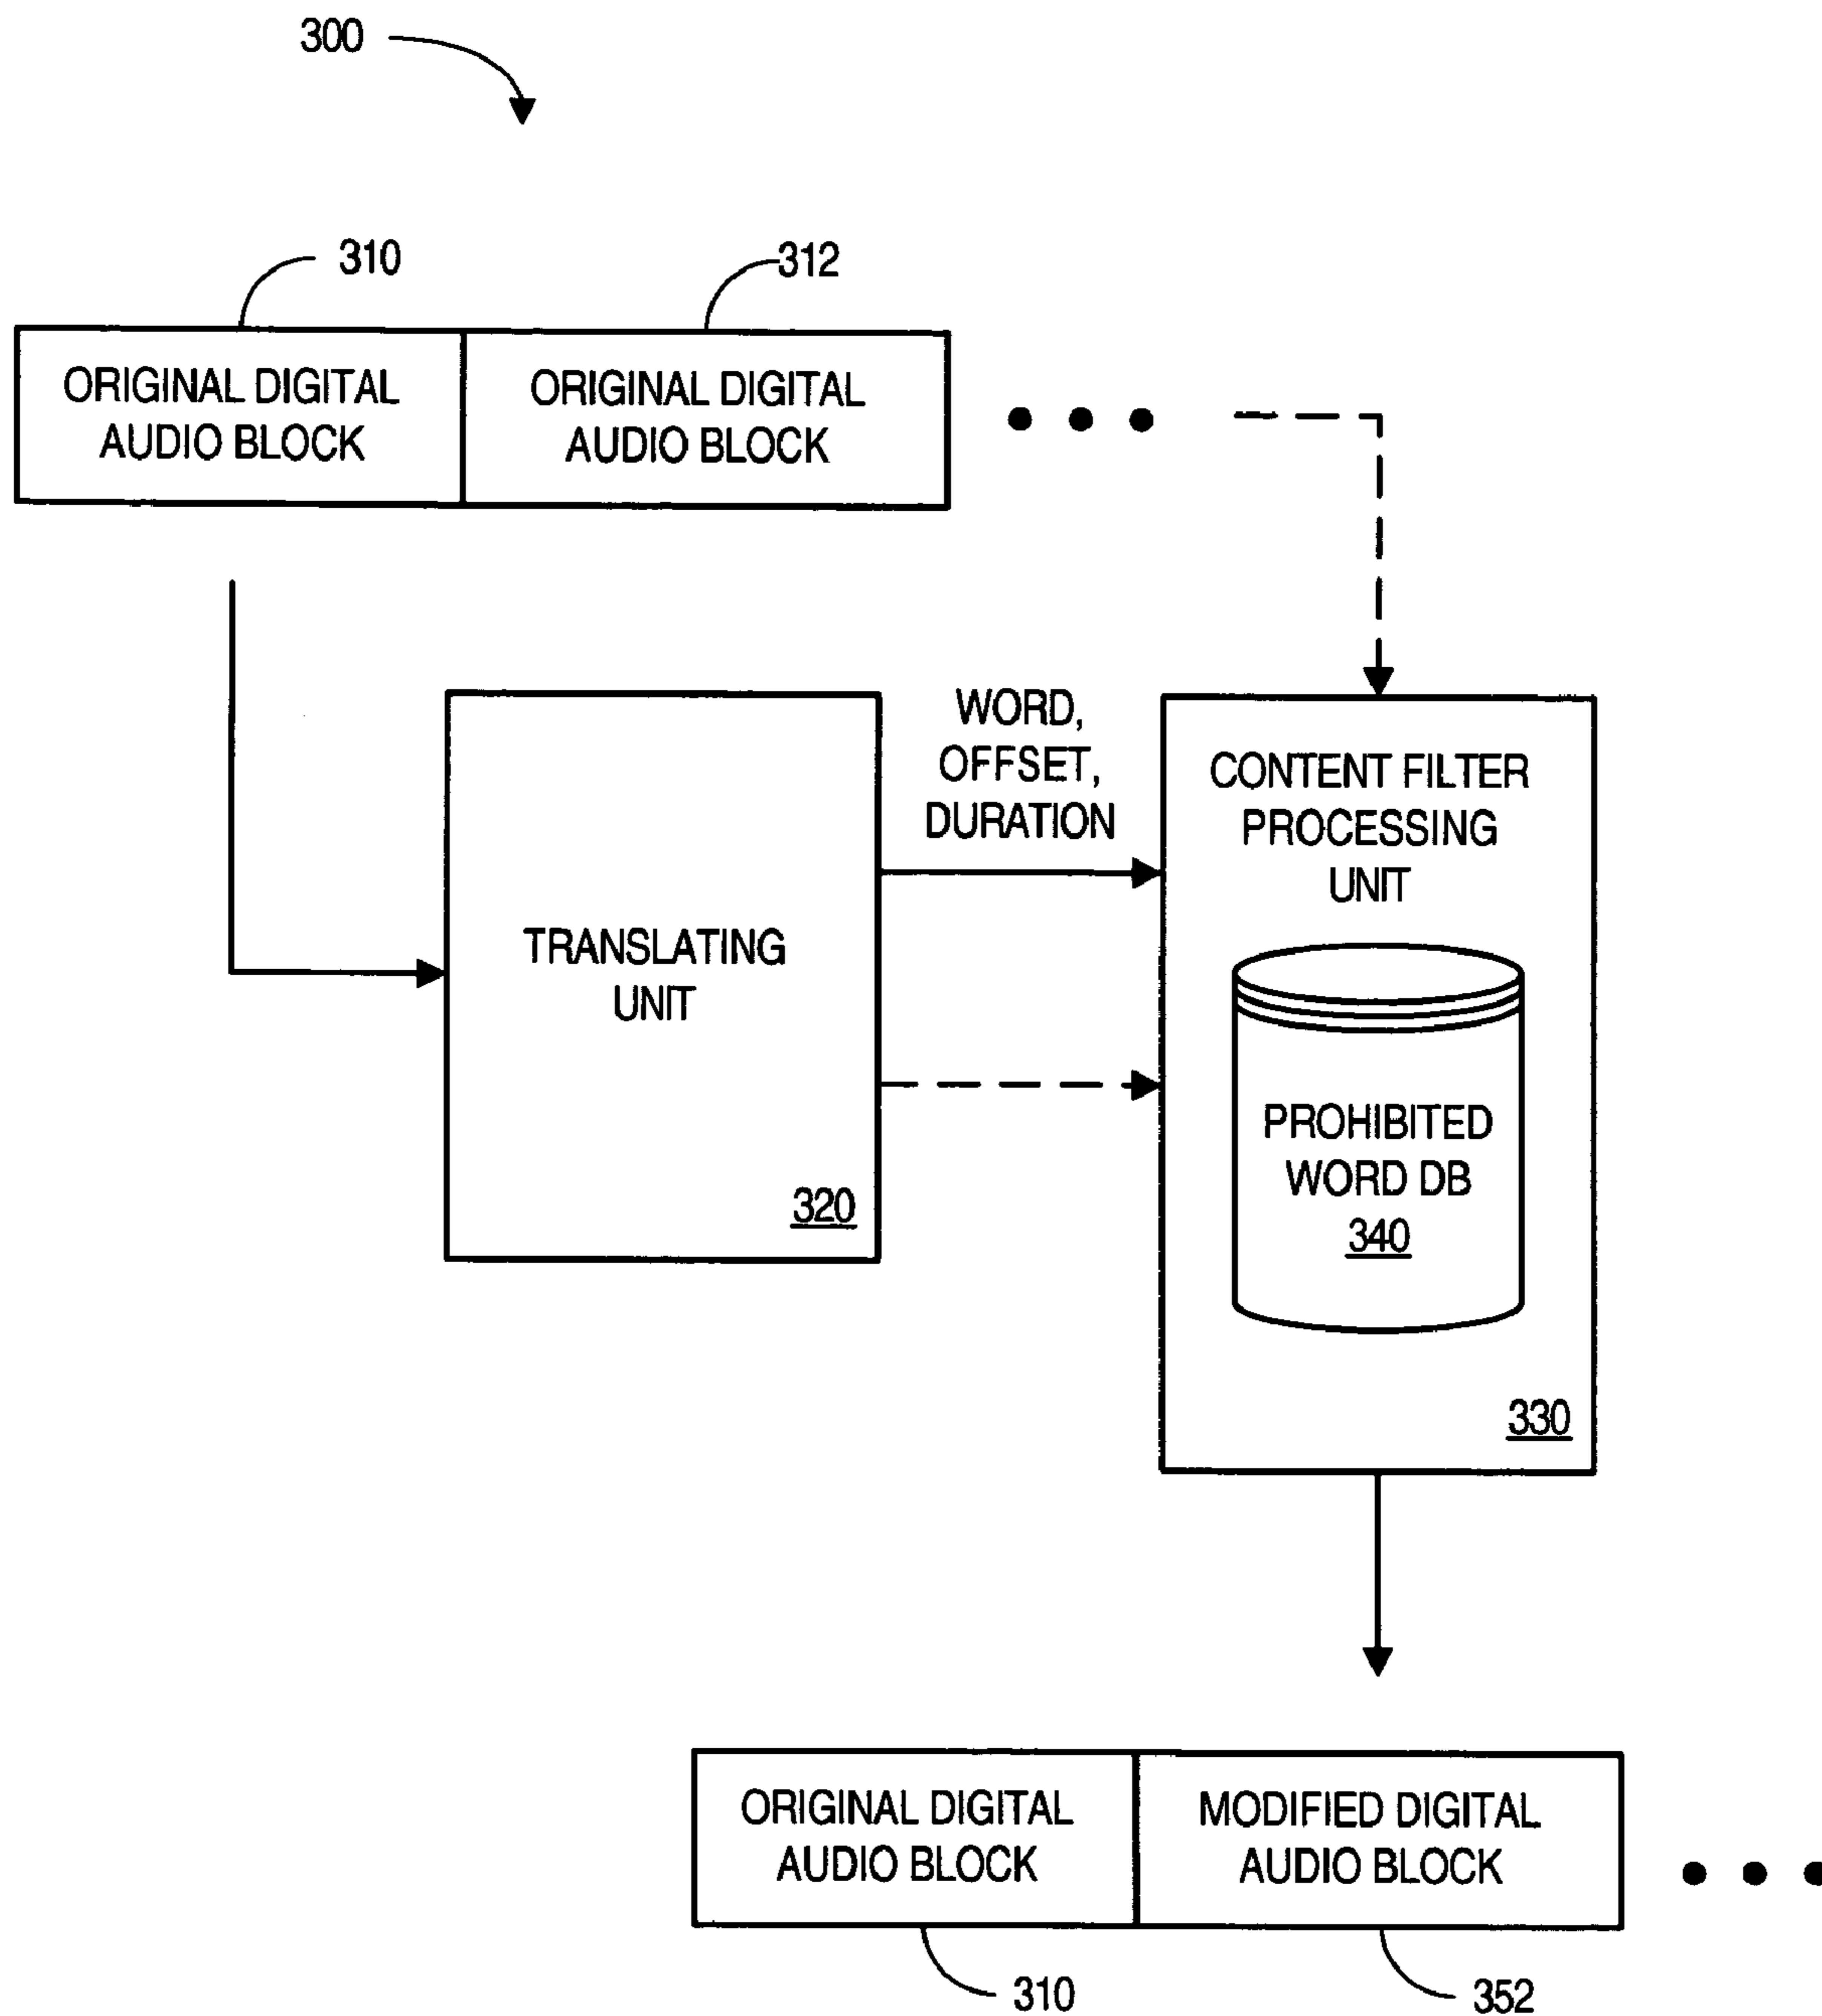 300
310
312
ORIGINAL DIGITAL
AUDIO BLOCK
ORIGINAL DIGITAL
AUDIO BLOCK
WORD,
OFFSET,
DURATION
TRANSLATING
UNIT
320
CONTENT FILTER
PROCESSING
UNIT
PROHIBITED
WORD DB
340
330
ORIGINAL DIGITAL
AUDIO BLOCK
MODIFIED DIGITAL
AUDIO BLOCK
310
352